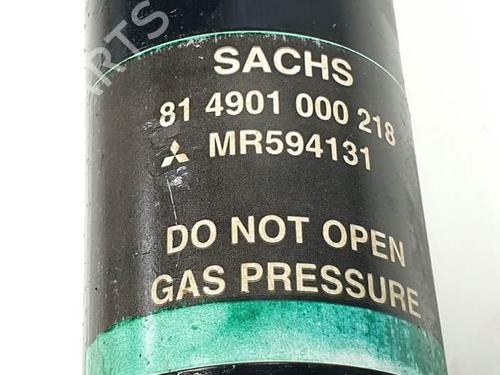 SACHS
81 4901 000 218
MR594131
DO NOT OPEN
GAS PRESSURE